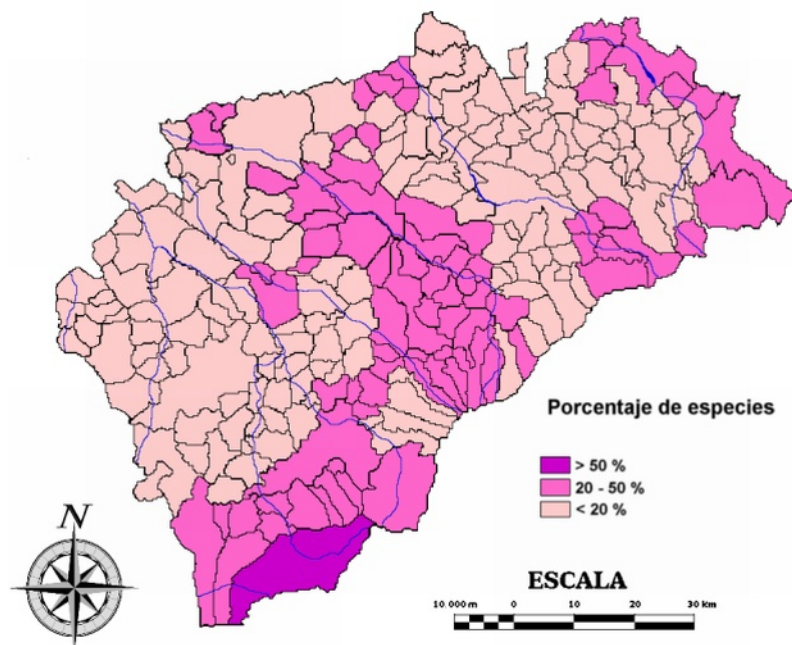 Porcentaje de especies
> 50 %
20 - 50 %
< 20 %
N
ESCALA
10.000 m 0 10 20 30 km